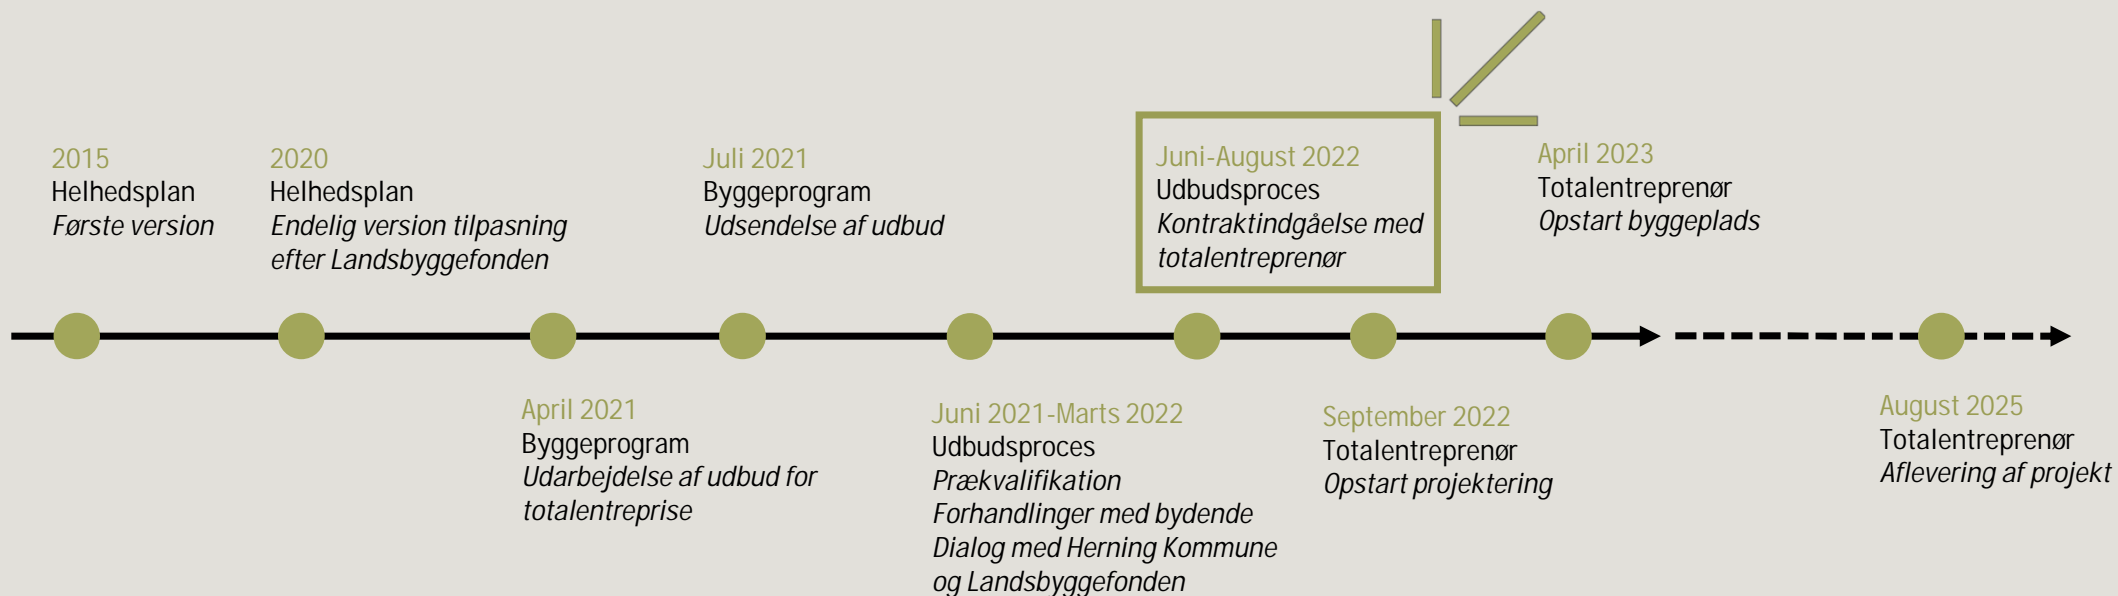 2015
Helhedsplan
Første version
2020
Helhedsplan
Endelig version tilpasning
efter Landsbyggefonden
Juli 2021
Byggeprogram
Udsendelse af udbud
Juni-August 2022
Udbudsproces
Kontraktindgåelse med
totalentreprenør
April 2023
Totalentreprenør
Opstart byggeplads
April 2021
Byggeprogram
Udarbejdelse af udbud for
totalentreprise
Juni 2021-Marts 2022
Udbudsproces
Prækvalifikation
Forhandlinger med bydende
Dialog med Herning Kommune
og Landsbyggefonden
September 2022
Totalentreprenør
Opstart projektering
August 2025
Totalentreprenør
Aflevering af projekt